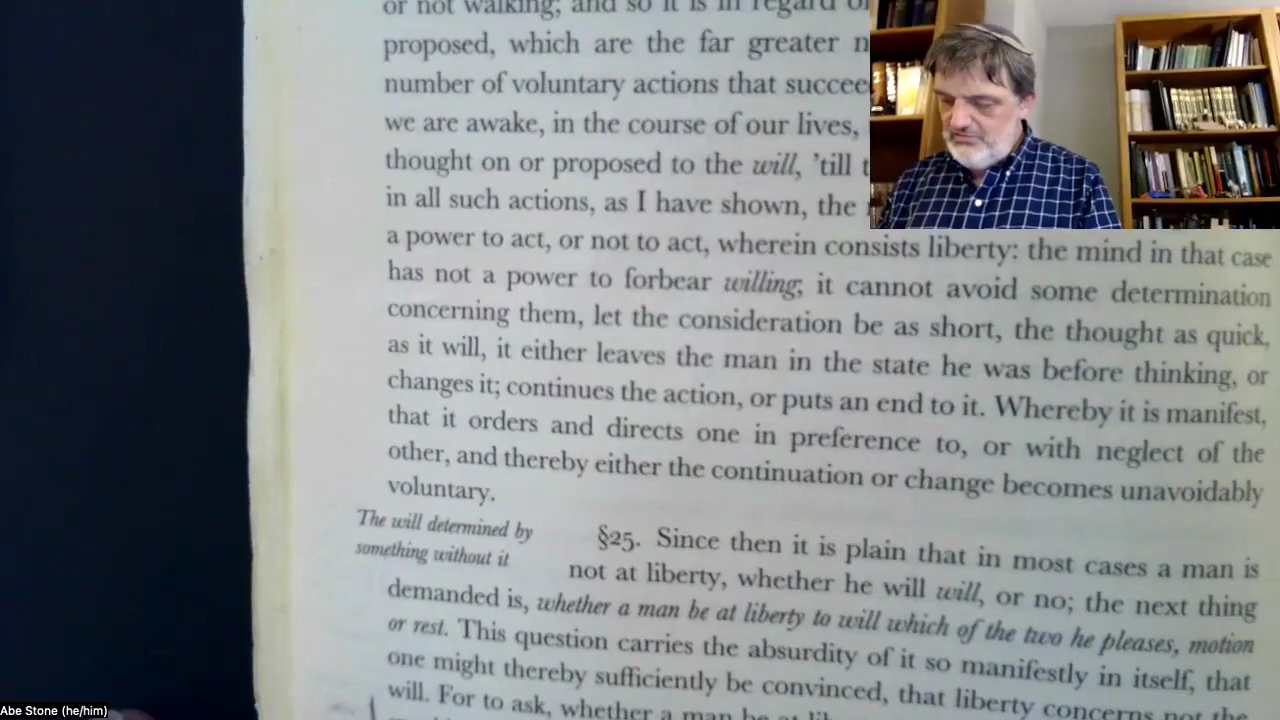 or not walking; and so it is in regard of
proposed, which are the far greater
number of voluntary actions that
we are awake, in the course of our lives,
thought on or proposed to the will, 'till
in all such actions, as I have shown, the
a power to act, or not to act, wherein consists liberty: the mind in that case
has not a power to forbear willing; it cannot avoid some determination
concerning them, let the consideration be as short, the thought as quick,
as it will, it either leaves the man in the state he was before thinking, or
changes it; continues the action, or puts an end to it. Whereby it is manifest,
that it orders and directs one in preference to, or with neglect of the
other, and thereby either the continuation or change becomes unavoidably
voluntary.
The will determined by
something without it
§25. Since then it is plain that in most cases a man is
not at liberty, whether he will will, or no; the next thing
demanded is, whether a man be at liberty to will which of the two he pleases, motion
or rest. This question carries the absurdity of it so manifestly in itself, that
one might thereby sufficiently be convinced, that liberty concerns not the
will. For to ask, whether a man be at
Abe Stone (he/him)